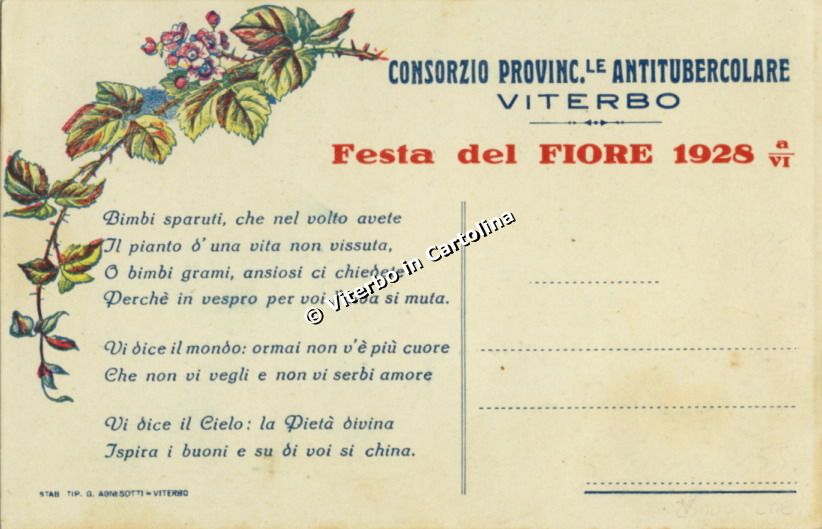 CONSORZIO PROVINC.LE ANTITUBERCOLARE
VITERBO
Festa del FIORE 1928 a/VI
Bimbi sparuti, che nel volto avete
Il pianto d'una vita non vissuta,
O bimbi grami, ansiosi ci chiedete
Perchè in vespro per voi si muta.
Vi dice il mondo: ormai non v'è più cuore
Che non vi vegli e non vi serbi amore
Vi dice il Cielo: la Pietà divina
Ispira i buoni e su di voi si china.
STAB TIP. G. AGNESOTTI - VITERBO
© Viterbo in Cartolina